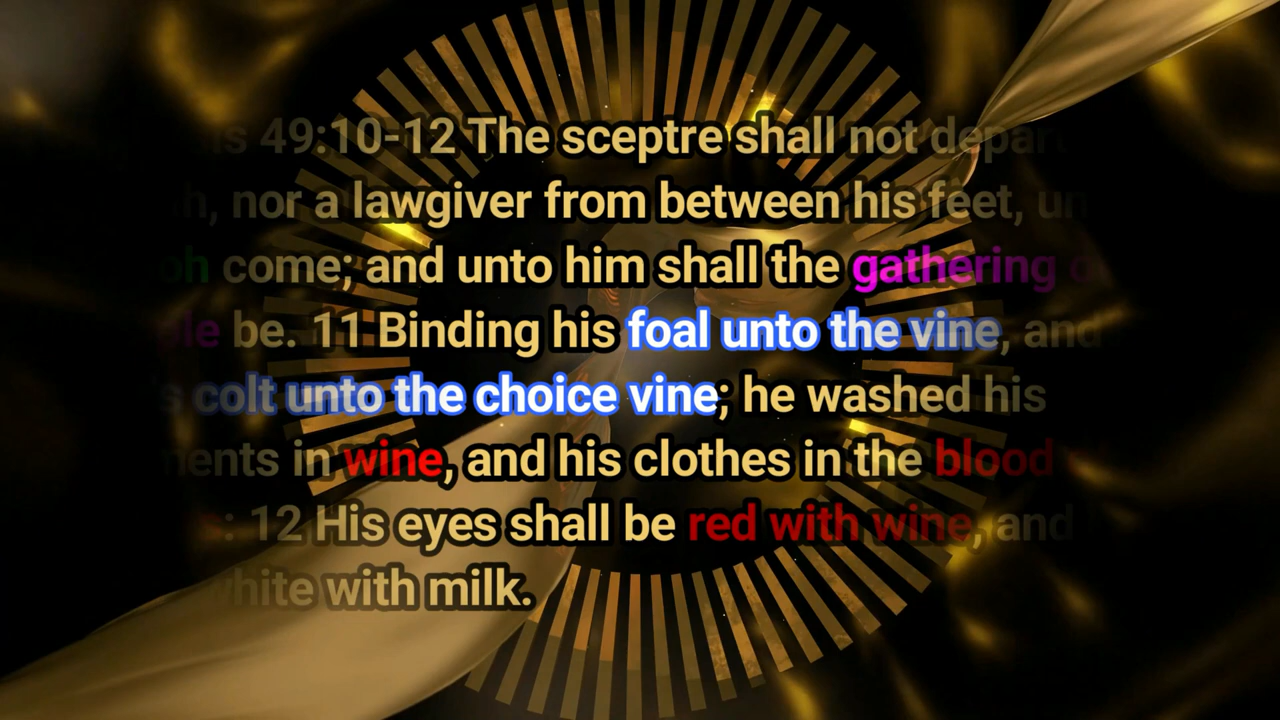 49:10-12 The sceptre shall not depar
nor a lawgiver from between his feet, un
oh come; and unto him shall the gathering o
ple be. 11 Binding his foal unto the vine, and
s colt unto the choice vine; he washed his
ments in wine, and his clothes in the blood
s: 12 His eyes shall be red with wine, and
white with milk.